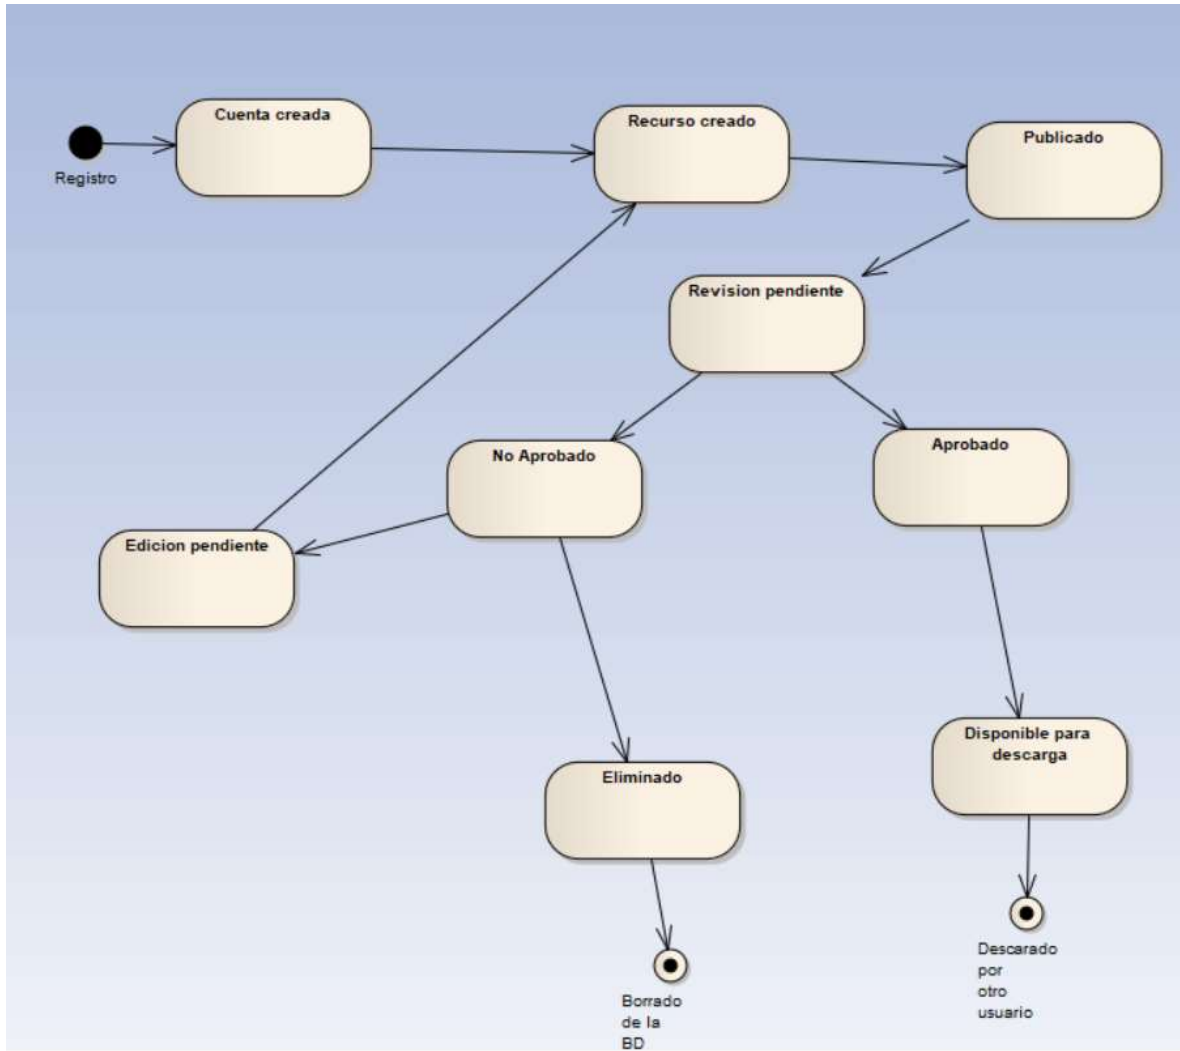 Cuenta creada
Recurso creado
Publicado
Registro
Revision pendiente
No Aprobado
Aprobado
Edicion pendiente
Disponible para
descarga
Eliminado
Descarado
por
otro
usuario
Borrado
de la
BD